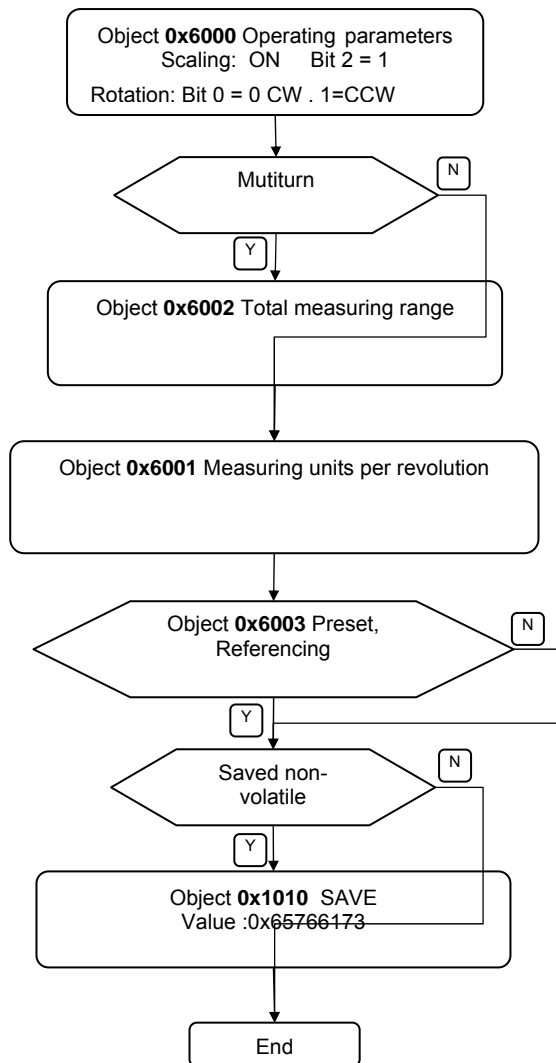 Object 0x6000 Operating parameters
Scaling: ON Bit 2 = 1
Rotation: Bit 0 = 0 CW . 1=CCW
Mutiturn
N
Y
Object 0x6002 Total measuring range
Object 0x6001 Measuring units per revolution
Object 0x6003 Preset,
Referencing
N
Y
Saved non-
volatile
N
Y
Object 0x1010 SAVE
Value :0x65766173
End